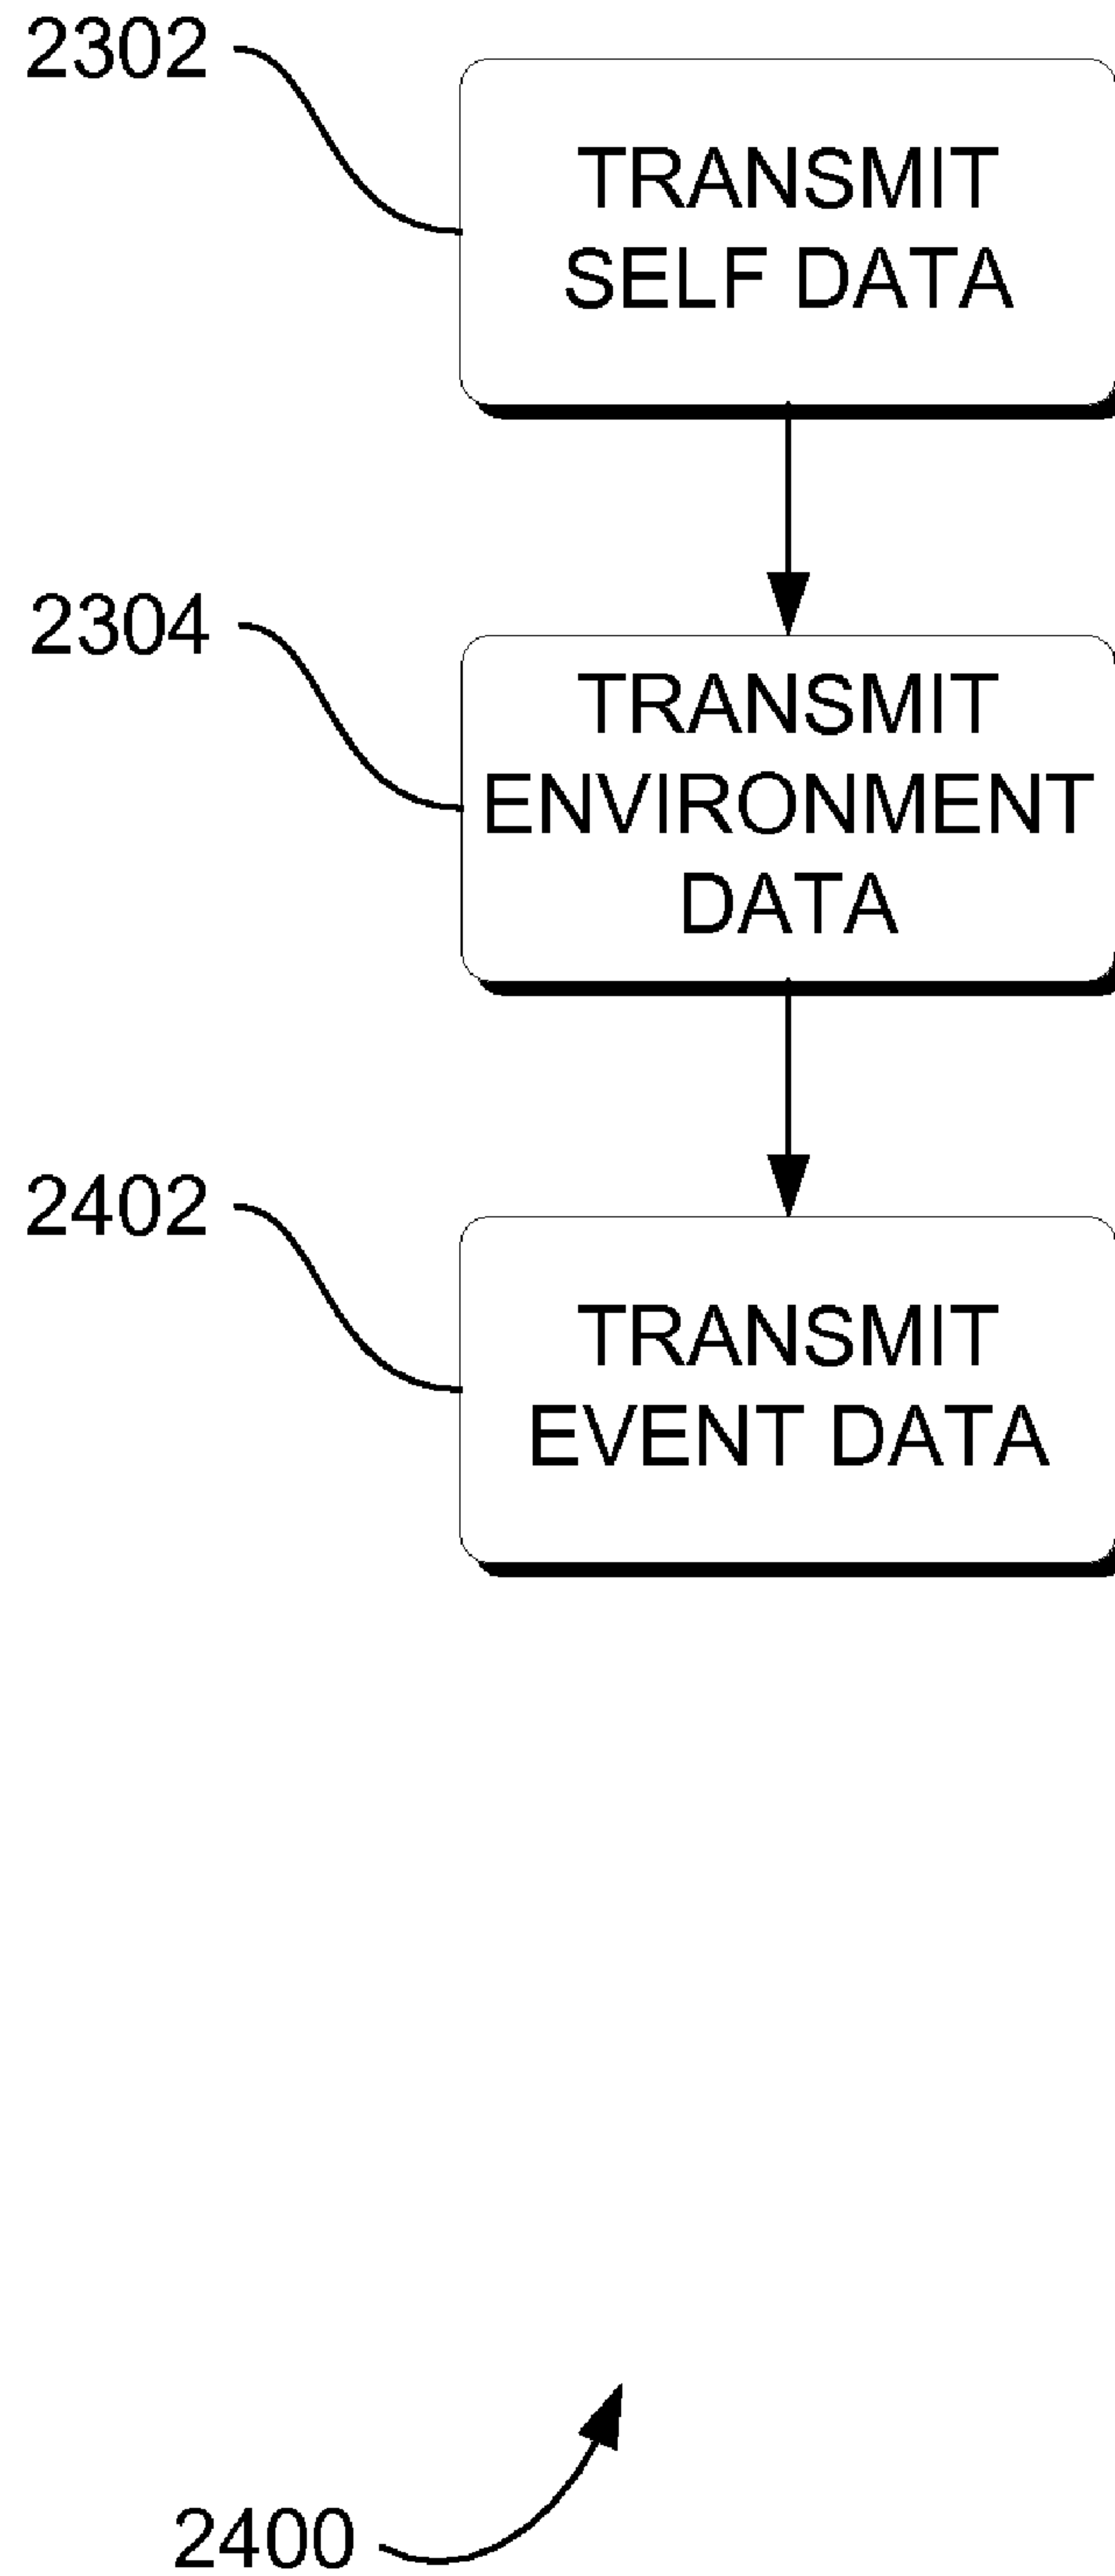 2302
TRANSMIT
SELF DATA
2304
TRANSMIT
ENVIRONMENT
DATA
2402
TRANSMIT
EVENT DATA
2400